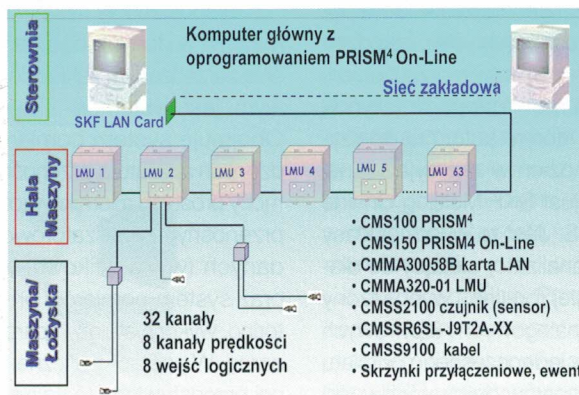 Sterownia
Komputer główny z
oprogramowaniem PRISM⁴ On-Line
Sieć zakładowa
SKF LAN Card
Hala
Maszyny
LMU 1
LMU 2
LMU 3
LMU 4
LMU 5
LMU 63
Maszyna/
Łożyska
32 kanały
8 kanały prędkości
8 wejść logicznych
• CMS100 PRISM⁴
• CMS150 PRISM4 On-Line
• CMMA30058B karta LAN
• CMMA320-01 LMU
• CMSS2100 czujnik (sensor)
• CMSSR6SL-J9T2A-XX
• CMSS9100 kabel
• Skrzynki przyłączeniowe, ewent